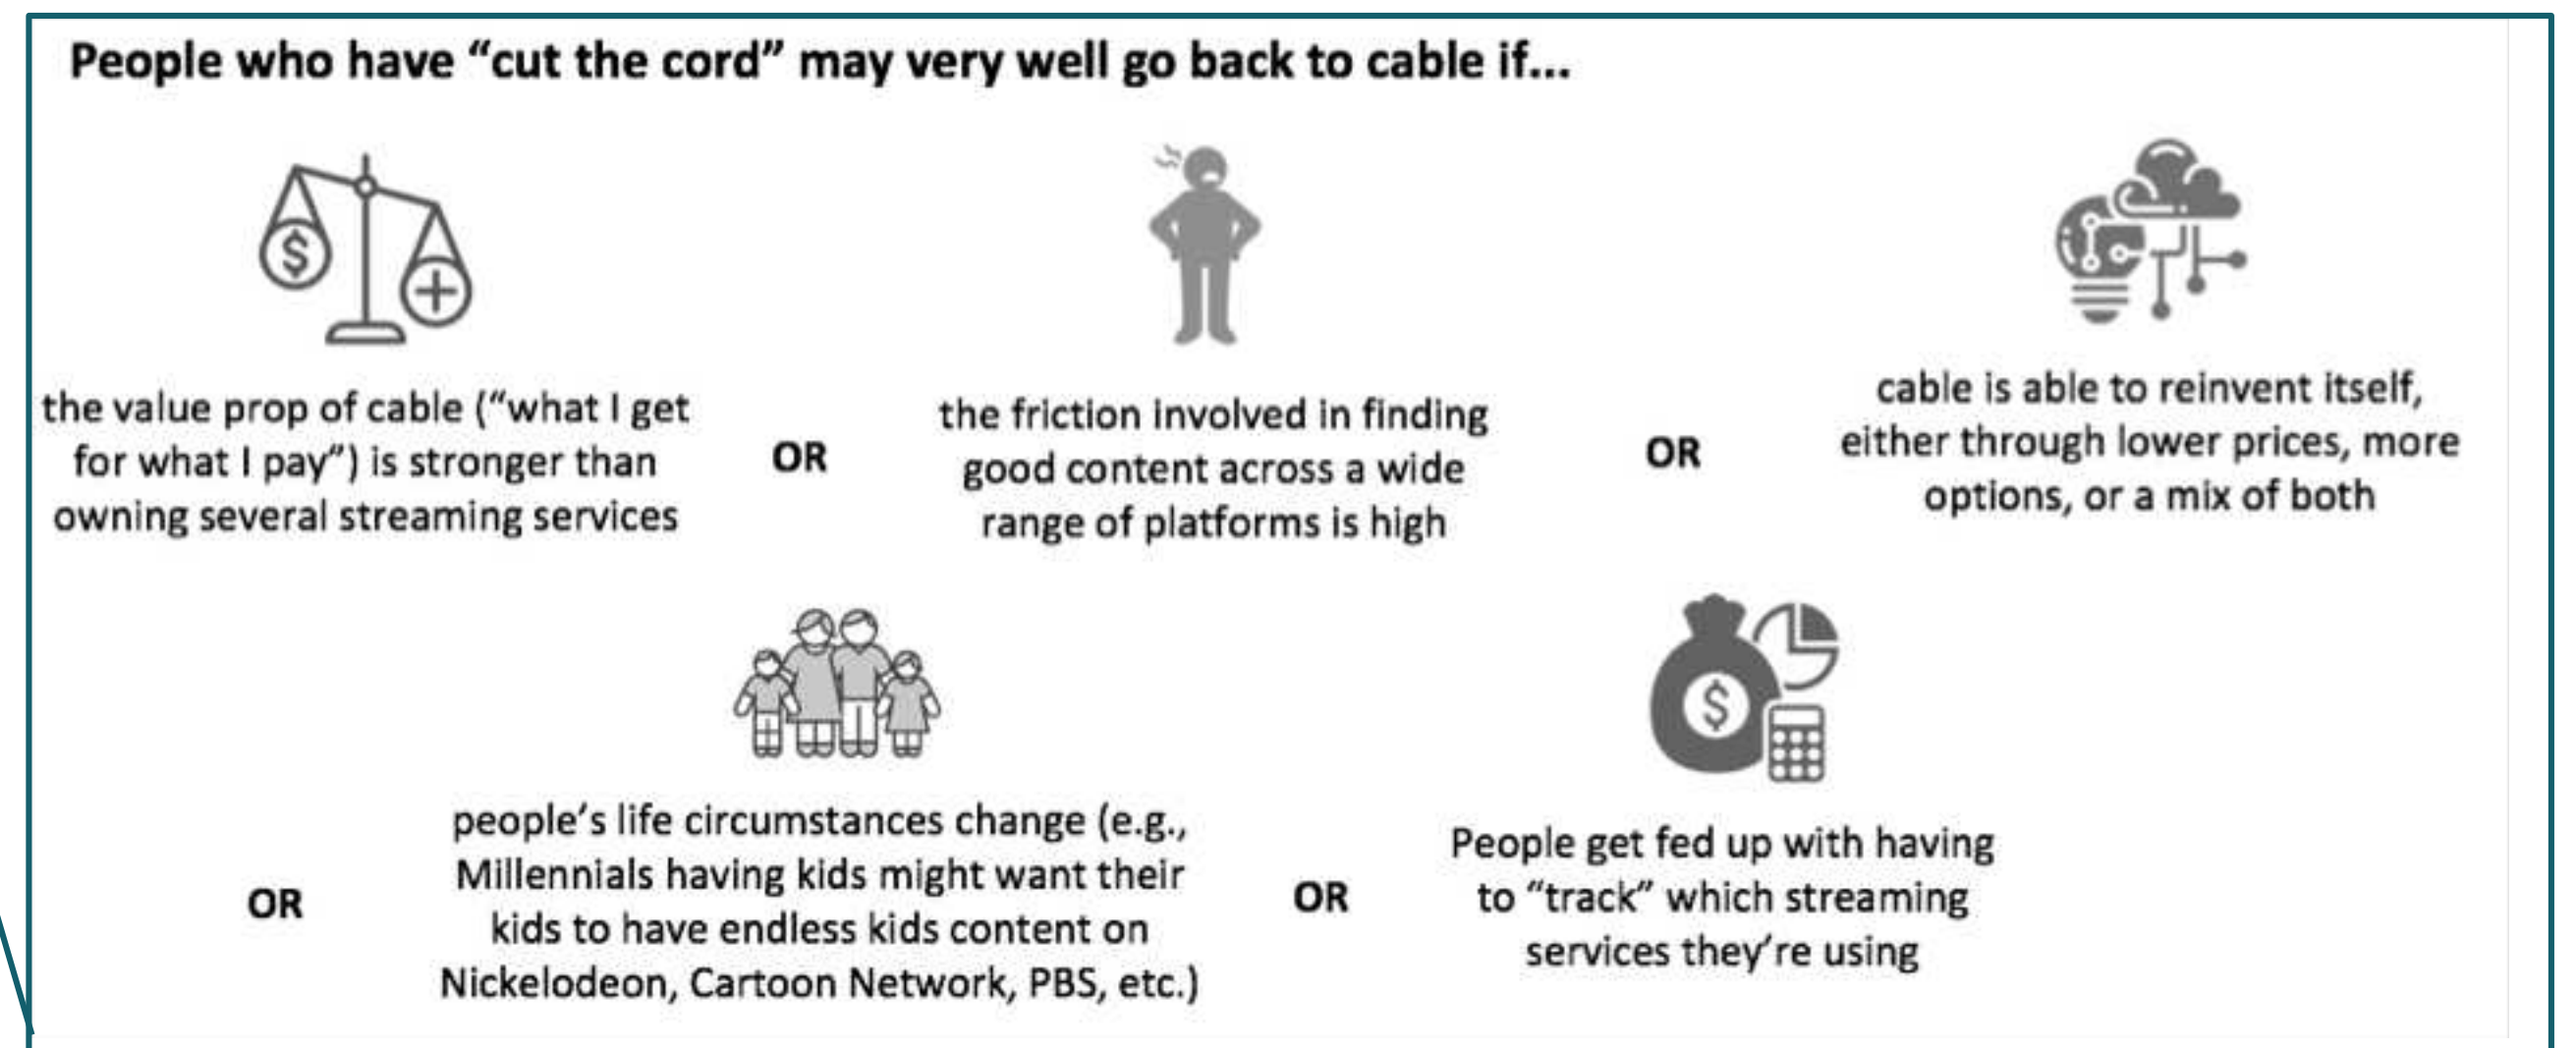 People who have “cut the cord” may very well go back to cable if...
$
+
the value prop of cable (“what I get
for what I pay”) is stronger than
owning several streaming services
OR
the friction involved in finding
good content across a wide
range of platforms is high
OR
cable is able to reinvent itself,
either through lower prices, more
options, or a mix of both
OR
people’s life circumstances change (e.g.,
Millennials having kids might want their
kids to have endless kids content on
Nickelodeon, Cartoon Network, PBS, etc.)
OR
$
People get fed up with having
to “track” which streaming
services they’re using